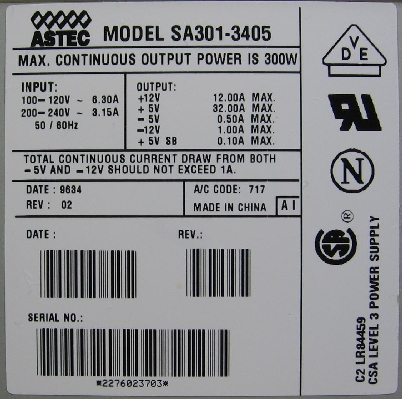 ASTEC MODEL SA301-3405
MAX. CONTINUOUS OUTPUT POWER IS 300W
INPUT:
100-120V ~ 6.30A
200-240V ~ 3.15A
50 / 60Hz
OUTPUT:
+12V 12.00A MAX.
+ 5V 32.00A MAX.
- 5V 0.50A MAX.
-12V 1.00A MAX.
+ 5V SB 0.10A MAX.
TOTAL CONTINUOUS CURRENT DRAW FROM BOTH
-5V AND -12V SHOULD NOT EXCEED 1A.
DATE : 9634
REV : 02
A/C CODE: 717
MADE IN CHINA
A I
DATE :
REV.:
SERIAL NO.:
*2276023703*
VDE
UR
N
SA ®
C2 LR84459
CSA LEVEL 3 POWER SUPPLY